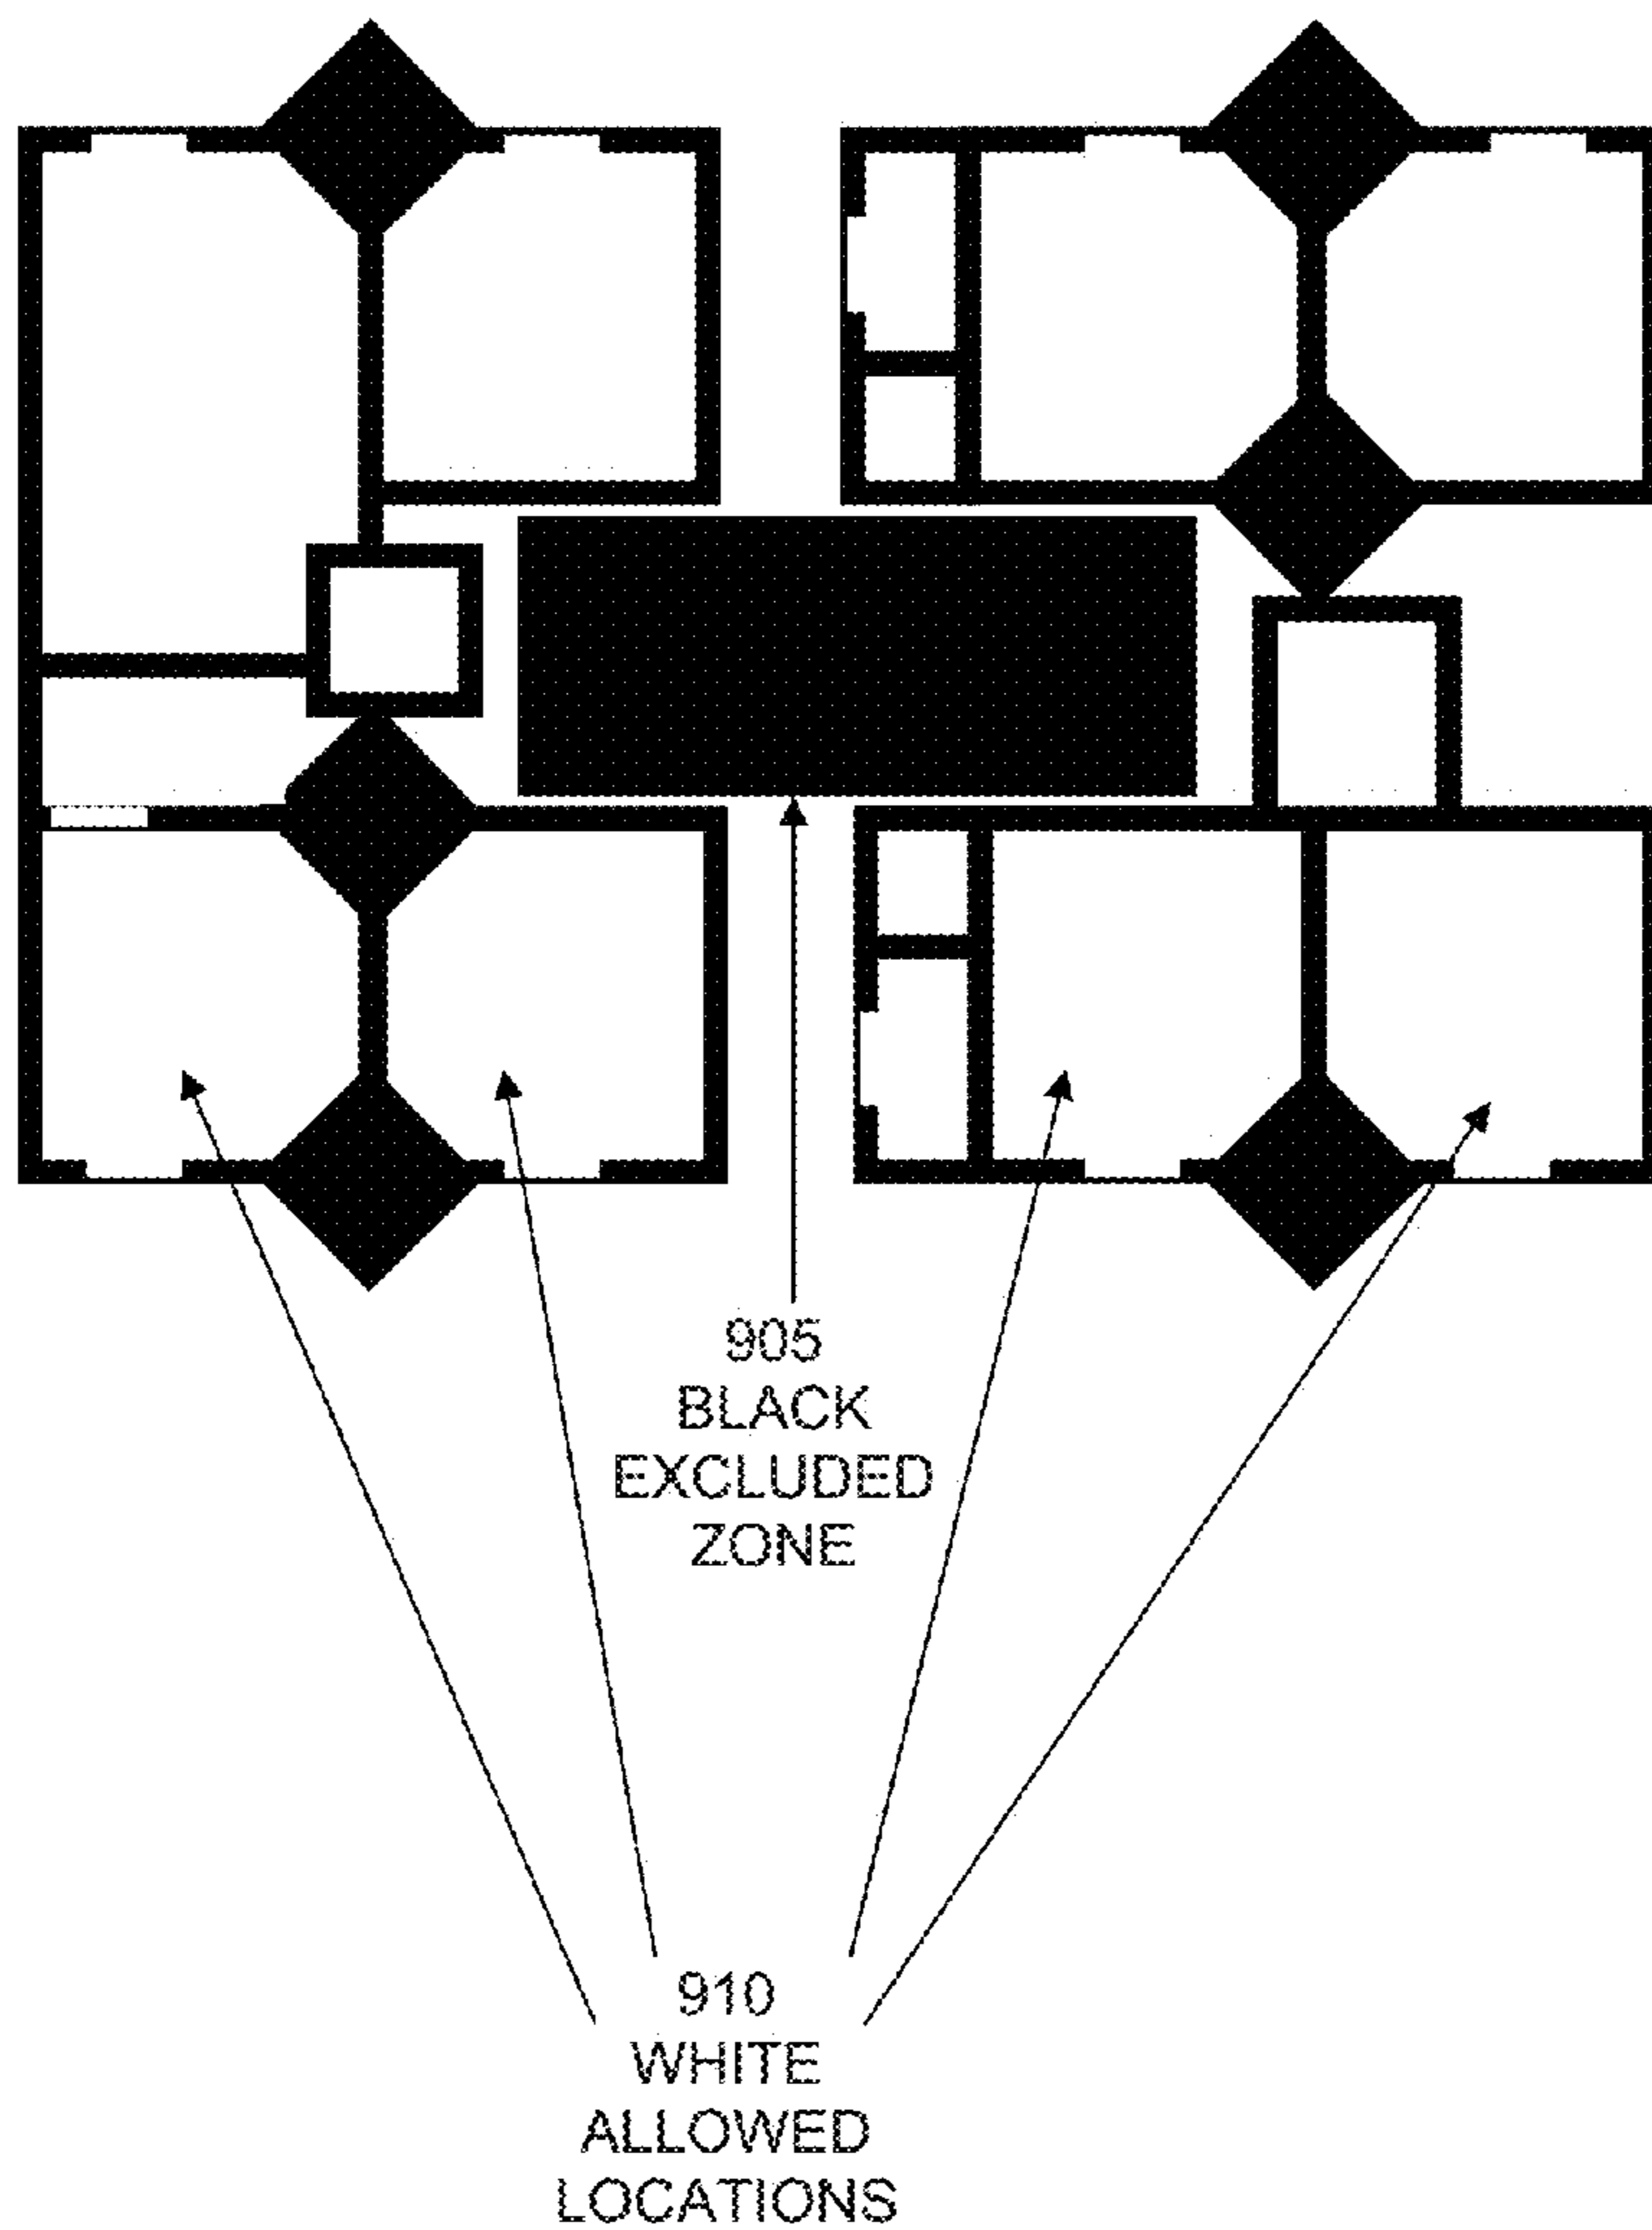 905
BLACK
EXCLUDED
ZONE
910
WHITE
ALLOWED
LOCATIONS